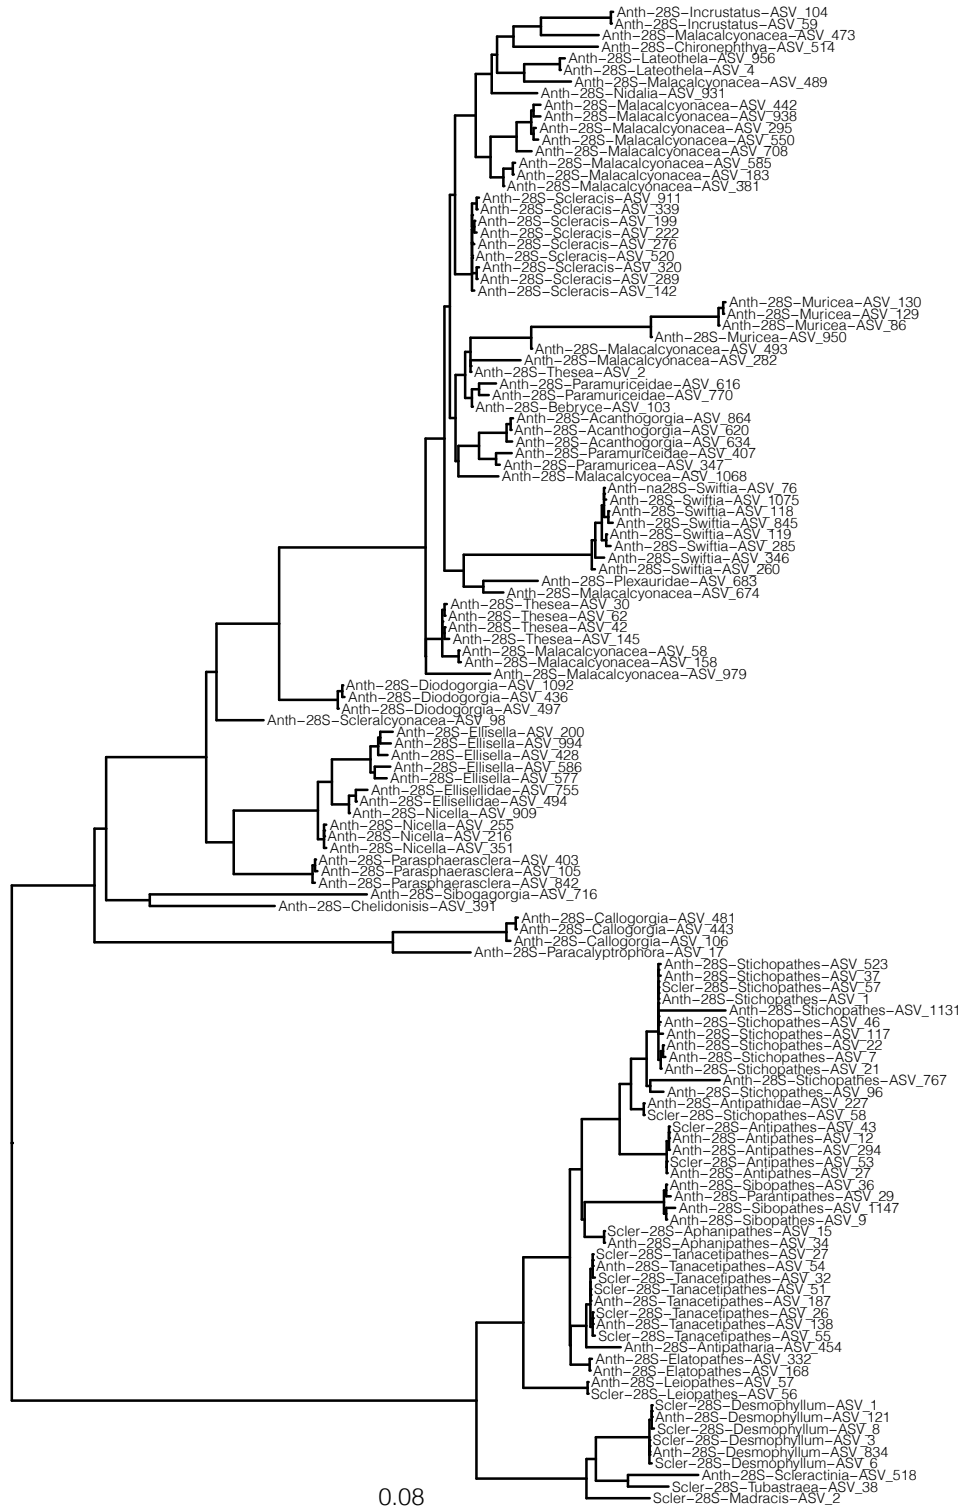 Anth-28S-Incrustatus-ASV_104
Anth-28S-Incrustatus-ASV_59
Anth-28S-Malacalcyonacea-ASV_473
Anth-28S-Chironephthya-ASV_514
Anth-28S-Lateothela-ASV_956
Anth-28S-Lateothela-ASV_4
Anth-28S-Malacalcyonacea-ASV_489
Anth-28S-Nidalia-ASV_931
Anth-28S-Malacalcyonacea-ASV_442
Anth-28S-Malacalcyonacea-ASV_938
Anth-28S-Malacalcyonacea-ASV_295
Anth-28S-Malacalcyonacea-ASV_550
Anth-28S-Malacalcyonacea-ASV_708
Anth-28S-Malacalcyonacea-ASV_585
Anth-28S-Malacalcyonacea-ASV_183
Anth-28S-Malacalcyonacea-ASV_381
Anth-28S-Scleracis-ASV_911
Anth-28S-Scleracis-ASV_339
Anth-28S-Scleracis-ASV_199
Anth-28S-Scleracis-ASV_222
Anth-28S-Scleracis-ASV_276
Anth-28S-Scleracis-ASV_520
Anth-28S-Scleracis-ASV_320
Anth-28S-Scleracis-ASV_289
Anth-28S-Scleracis-ASV_142
Anth-28S-Muricea-ASV_130
Anth-28S-Muricea-ASV_129
Anth-28S-Muricea-ASV_86
Anth-28S-Muricea-ASV_950
Anth-28S-Malacalcyonacea-ASV_493
Anth-28S-Malacalcyonacea-ASV_282
Anth-28S-Thesea-ASV_2
Anth-28S-Paramuriceidae-ASV_616
Anth-28S-Paramuriceidae-ASV_770
Anth-28S-Bebryce-ASV_103
Anth-28S-Acanthogorgia-ASV_864
Anth-28S-Acanthogorgia-ASV_620
Anth-28S-Acanthogorgia-ASV_634
Anth-28S-Paramuriceidae-ASV_407
Anth-28S-Paramuricea-ASV_347
Anth-28S-Malacalcyocea-ASV_1068
Anth-na28S-Swiftia-ASV_76
Anth-28S-Swiftia-ASV_1075
Anth-28S-Swiftia-ASV_118
Anth-28S-Swiftia-ASV_845
Anth-28S-Swiftia-ASV_119
Anth-28S-Swiftia-ASV_285
Anth-28S-Swiftia-ASV_346
Anth-28S-Swiftia-ASV_260
Anth-28S-Plexauridae-ASV_683
Anth-28S-Malacalcyonacea-ASV_674
Anth-28S-Thesea-ASV_30
Anth-28S-Thesea-ASV_62
Anth-28S-Thesea-ASV_42
Anth-28S-Thesea-ASV_145
Anth-28S-Malacalcyonacea-ASV_58
Anth-28S-Malacalcyonacea-ASV_158
Anth-28S-Malacalcyonacea-ASV_979
Anth-28S-Diodogorgia-ASV_1092
Anth-28S-Diodogorgia-ASV_436
Anth-28S-Diodogorgia-ASV_497
Anth-28S-Scleralcyonacea-ASV_98
Anth-28S-Ellisella-ASV_200
Anth-28S-Ellisella-ASV_994
Anth-28S-Ellisella-ASV_428
Anth-28S-Ellisella-ASV_586
Anth-28S-Ellisella-ASV_577
Anth-28S-Ellisellidae-ASV_755
Anth-28S-Ellisellidae-ASV_494
Anth-28S-Nicella-ASV_909
Anth-28S-Nicella-ASV_255
Anth-28S-Nicella-ASV_216
Anth-28S-Nicella-ASV_351
Anth-28S-Parasphaerasclera-ASV_403
Anth-28S-Parasphaerasclera-ASV_105
Anth-28S-Parasphaerasclera-ASV_842
Anth-28S-Sibogagorgia-ASV_716
Anth-28S-Chelidonisis-ASV_391
Anth-28S-Callogorgia-ASV_481
Anth-28S-Callogorgia-ASV_443
Anth-28S-Callogorgia-ASV_106
Anth-28S-Paracalyptrophora-ASV_17
Anth-28S-Stichopathes-ASV_523
Anth-28S-Stichopathes-ASV_37
Scler-28S-Stichopathes-ASV_57
Anth-28S-Stichopathes-ASV_1
Anth-28S-Stichopathes-ASV_1131
Anth-28S-Stichopathes-ASV_46
Anth-28S-Stichopathes-ASV_117
Anth-28S-Stichopathes-ASV_22
Anth-28S-Stichopathes-ASV_7
Anth-28S-Stichopathes-ASV_21
Anth-28S-Stichopathes-ASV_767
Anth-28S-Stichopathes-ASV_96
Anth-28S-Antipathidae-ASV_227
Scler-28S-Stichopathes-ASV_58
Scler-28S-Antipathes-ASV_43
Anth-28S-Antipathes-ASV_12
Anth-28S-Antipathes-ASV_294
Scler-28S-Antipathes-ASV_53
Anth-28S-Antipathes-ASV_27
Anth-28S-Sibopathes-ASV_36
Anth-28S-Parantipathes-ASV_29
Anth-28S-Sibopathes-ASV_1147
Anth-28S-Sibopathes-ASV_9
Scler-28S-Aphanipathes-ASV_15
Anth-28S-Aphanipathes-ASV_34
Scler-28S-Tanacetipathes-ASV_27
Anth-28S-Tanacetipathes-ASV_54
Scler-28S-Tanacetipathes-ASV_32
Scler-28S-Tanacetipathes-ASV_51
Anth-28S-Tanacetipathes-ASV_187
Scler-28S-Tanacetipathes-ASV_26
Anth-28S-Tanacetipathes-ASV_138
Scler-28S-Tanacetipathes-ASV_55
Anth-28S-Antipatharia-ASV_454
Anth-28S-Elatopathes-ASV_332
Anth-28S-Elatopathes-ASV_168
Anth-28S-Leiopathes-ASV_57
Scler-28S-Leiopathes-ASV_56
Scler-28S-Desmophyllum-ASV_1
Anth-28S-Desmophyllum-ASV_121
Scler-28S-Desmophyllum-ASV_8
Scler-28S-Desmophyllum-ASV_3
Anth-28S-Desmophyllum-ASV_834
Scler-28S-Desmophyllum-ASV_6
Anth-28S-Scleractinia-ASV_518
Scler-28S-Tubastraea-ASV_38
Scler-28S-Madracis-ASV_2
0.08